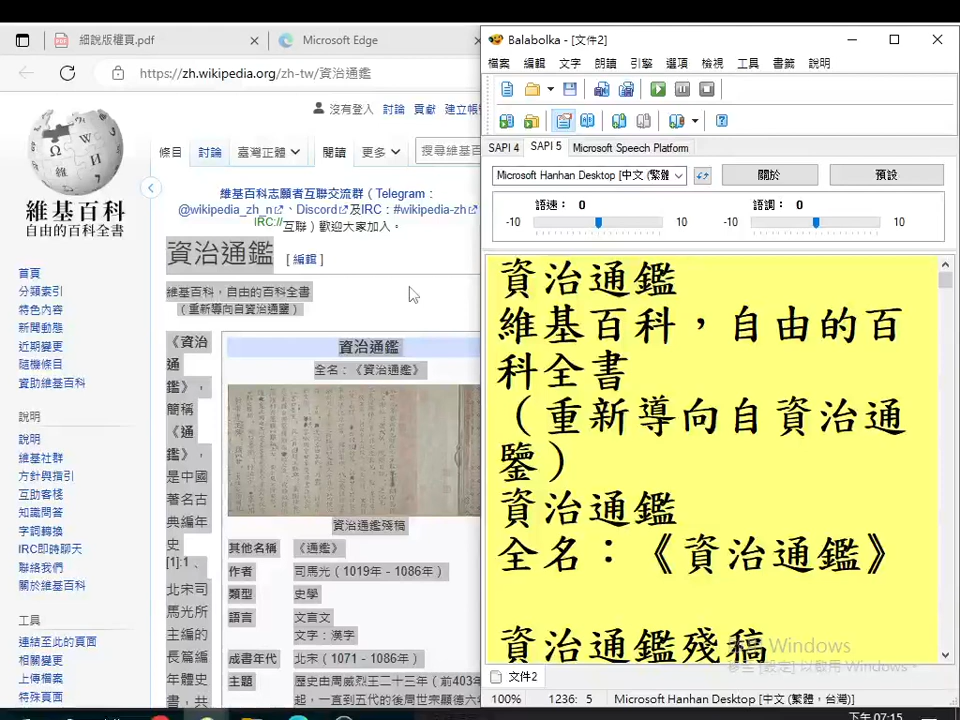 細說版權頁.pdf
Microsoft Edge
https://zh.wikipedia.org/zh-tw/資治通鑑
沒有登入 討論 貢獻 建立帳
條目 討論 臺灣正體 閱讀 更多 搜尋維基百
維基百科志願者互聯交流群（Telegram：
@wikipedia_zh_n、Discord及IRC：#wikipedia-zh
IRC://互聯）歡迎大家加入。
維基百科
自由的百科全書
首頁
分類索引
特色內容
新聞動態
近期變更
隨機條目
資助維基百科
說明
說明
維基社群
方針與指引
互助客棧
知識問答
字詞轉換
IRC即時聊天
聯絡我們
關於維基百科
工具
連結至此的頁面
相關變更
上傳檔案
特殊頁面
資治通鑑 [編輯]
維基百科，自由的百科全書
（重新導向自資治通鑒）
《資治
通
鑑》，
簡稱
《通
鑑》，
是中國
著名古
典編年
史
[1]:1、
北宋司
馬光所
主編的
長篇編
年體史
書，共
資治通鑑
全名：《資治通鑑》
資治通鑑殘稿
其他名稱 《通鑑》
作者 司馬光（1019年－1086年）
類型 史學
語言 文言文
文字：漢字
成書年代 北宋（1071－1086年）
主題 歷史由周威烈王二十三年（前403年
起，一直到五代的後周世宗顯德六
Balabolka - [文件2]
檔案 編輯 文字 朗讀 引擎 選項 檢視 工具 書籤 說明
SAPI 4 SAPI 5 Microsoft Speech Platform
Microsoft Hanhan Desktop [中文 (繁體 關於 預設
語速： 0 語調： 0
-10 10 -10 10
資治通鑑
維基百科，自由的百
科全書
（重新導向自資治通
鑒）
資治通鑑
全名：《資治通鑑》
資治通鑑殘稿
Windows
移至 [設定] 以啟用 Windows。
文件2
100% 1236: 5 Microsoft Hanhan Desktop [中文 (繁體，台灣)]
下午 07:15